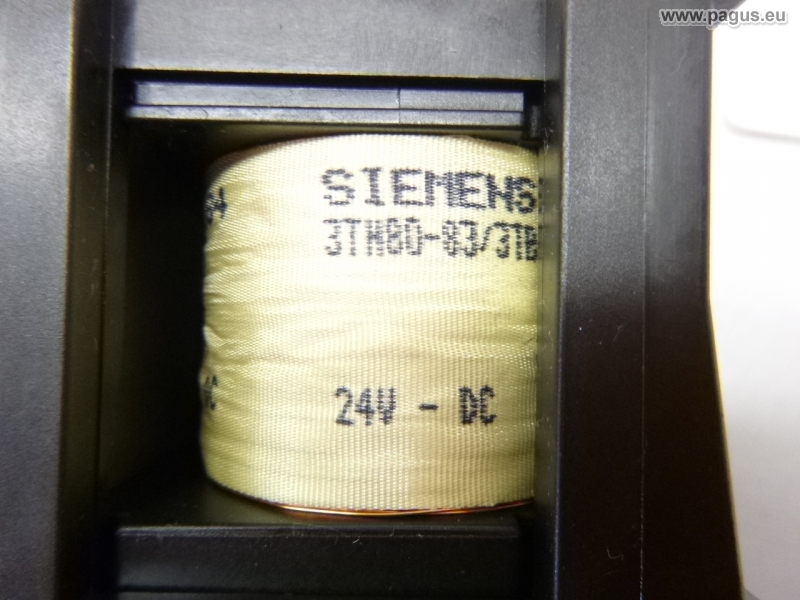 www.pagus.eu
SIEMENS
3TH80-83/3TB
24V - DC